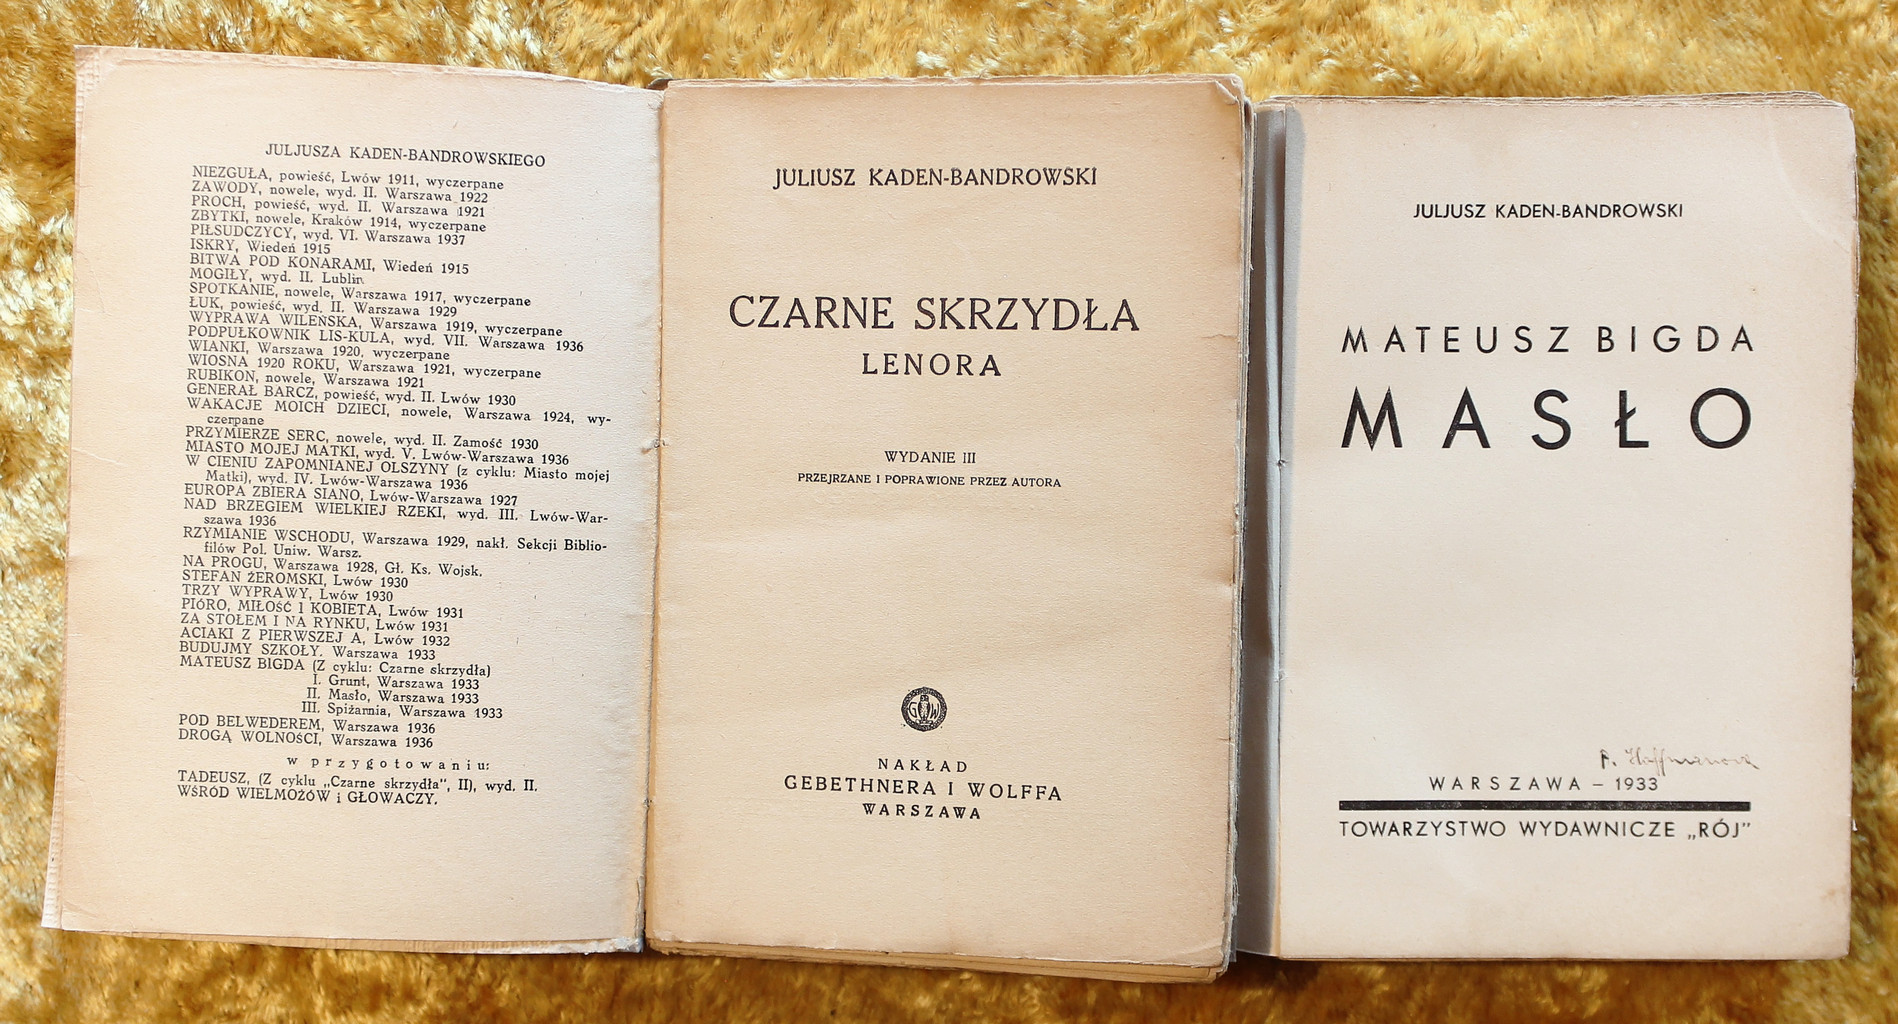 JULJUSZA KADEN-BANDROWSKIEGO
NIEZGUŁA, powieść, Lwów 1911, wyczerpane
ZAWODY, nowele, wyd. II. Warszawa 1922
PROCH, powieść, wyd. II. Warszawa 1921
ZBYTKI, nowele, Kraków 1914, wyczerpane
PIŁSUDCZYCY, wyd. VI. Warszawa 1937
ISKRY, Wiedeń 1915
BITWA POD KONARAMI, Wiedeń 1915
MOGIŁY, wyd. II. Lublin
SPOTKANIE, nowele, Warszawa 1917, wyczerpane
ŁUK, powieść, wyd. II. Warszawa 1929
WYPRAWA WILEŃSKA, Warszawa 1919, wyczerpane
PODPUŁKOWNIK LIS-KULA, wyd. VII. Warszawa 1936
WIANKI, Warszawa 1920, wyczerpane
WIOSNA 1920 ROKU, Warszawa 1921, wyczerpane
RUBIKON, nowele, Warszawa 1921
GENERAŁ BARCZ, powieść, wyd. II. Lwów 1930
WAKACJE MOICH DZIECI, nowele, Warszawa 1924, wy-
czerpane
PRZYMIERZE SERC, nowele, wyd. II. Zamość 1930
MIASTO MOJEJ MATKI, wyd. V. Lwów-Warszawa 1936
W CIENIU ZAPOMNIANEJ OLSZYNY (z cyklu: Miasto mojej
Matki), wyd. IV. Lwów-Warszawa 1936
EUROPA ZBIERA SIANO, Lwów-Warszawa 1927
NAD BRZEGIEM WIELKIEJ RZEKI, wyd. III. Lwów-War-
szawa 1936
RZYMIANIE WSCHODU, Warszawa 1929, nakł. Sekcji Biblio-
filów Pol. Uniw. Warsz.
NA PROGU, Warszawa 1928, Gł. Ks. Wojsk.
STEFAN ŻEROMSKI, Lwów 1930
TRZY WYPRAWY, Lwów 1930
PIÓRO, MIŁOŚĆ I KOBIETA, Lwów 1931
ZA STOŁEM I NA RYNKU, Lwów 1931
ACIAKI Z PIERWSZEJ A, Lwów 1932
BUDUJMY SZKOŁY. Warszawa 1933
MATEUSZ BIGDA (Z cyklu: Czarne skrzydła)
I. Grunt, Warszawa 1933
II. Masło, Warszawa 1933
III. Spiżarnia, Warszawa 1933
POD BELWEDEREM, Warszawa 1936
DROGĄ WOLNOŚCI, Warszawa 1936
w przygotowaniu:
TADEUSZ, (Z cyklu „Czarne skrzydła", II), wyd. II.
WŚRÓD WIELMOŻÓW i GŁOWACZY.
JULIUSZ KADEN-BANDROWSKI
CZARNE SKRZYDŁA
LENORA
WYDANIE III
PRZEJRZANE I POPRAWIONE PRZEZ AUTORA
G W
NAKŁAD
GEBETHNERA I WOLFFA
WARSZAWA
JULJUSZ KADEN-BANDROWSKI
MATEUSZ BIGDA
MASŁO
WARSZAWA – 1933
TOWARZYSTWO WYDAWNICZE „RÓJ"